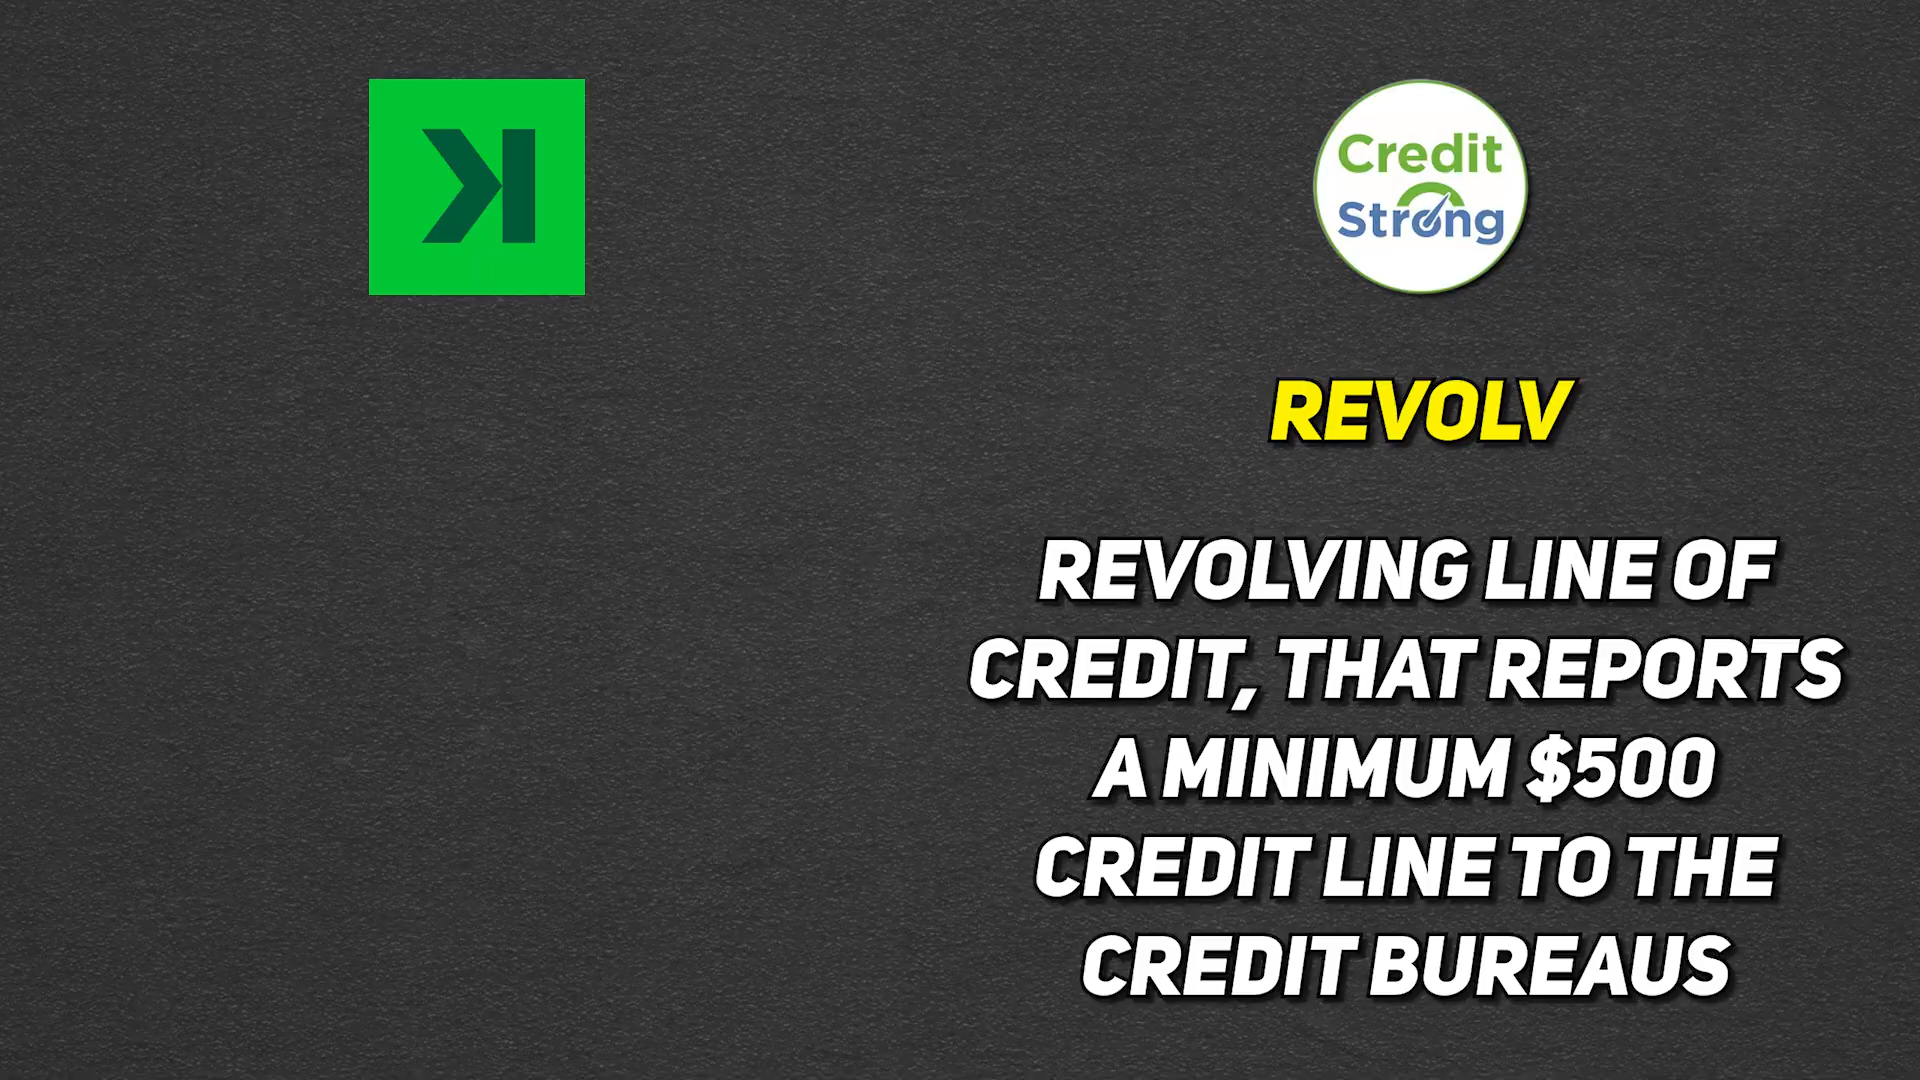 Credit
Strong
REVOLV
REVOLVING LINE OF
CREDIT, THAT REPORTS
A MINIMUM $500
CREDIT LINE TO THE
CREDIT BUREAUS